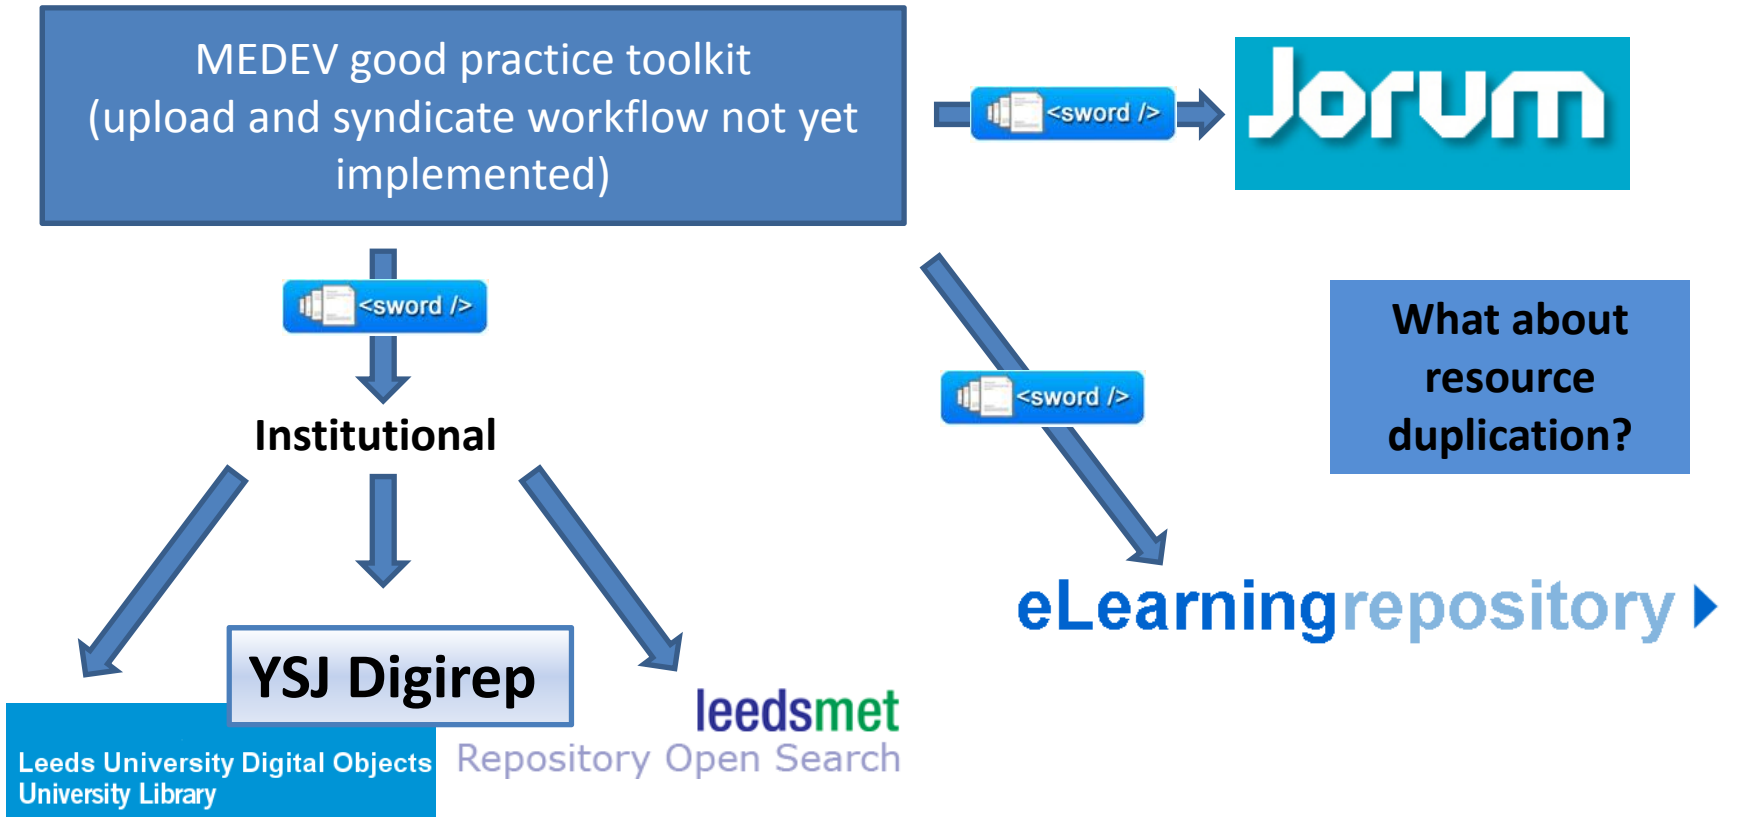 MEDEV good practice toolkit
(upload and syndicate workflow not yet
implemented)
<sword />
Jorum
<sword />
<sword />
What about
resource
duplication?
Institutional
eLearningrepository
YSJ Digirep
leedsmet
Repository Open Search
Leeds University Digital Objects
University Library